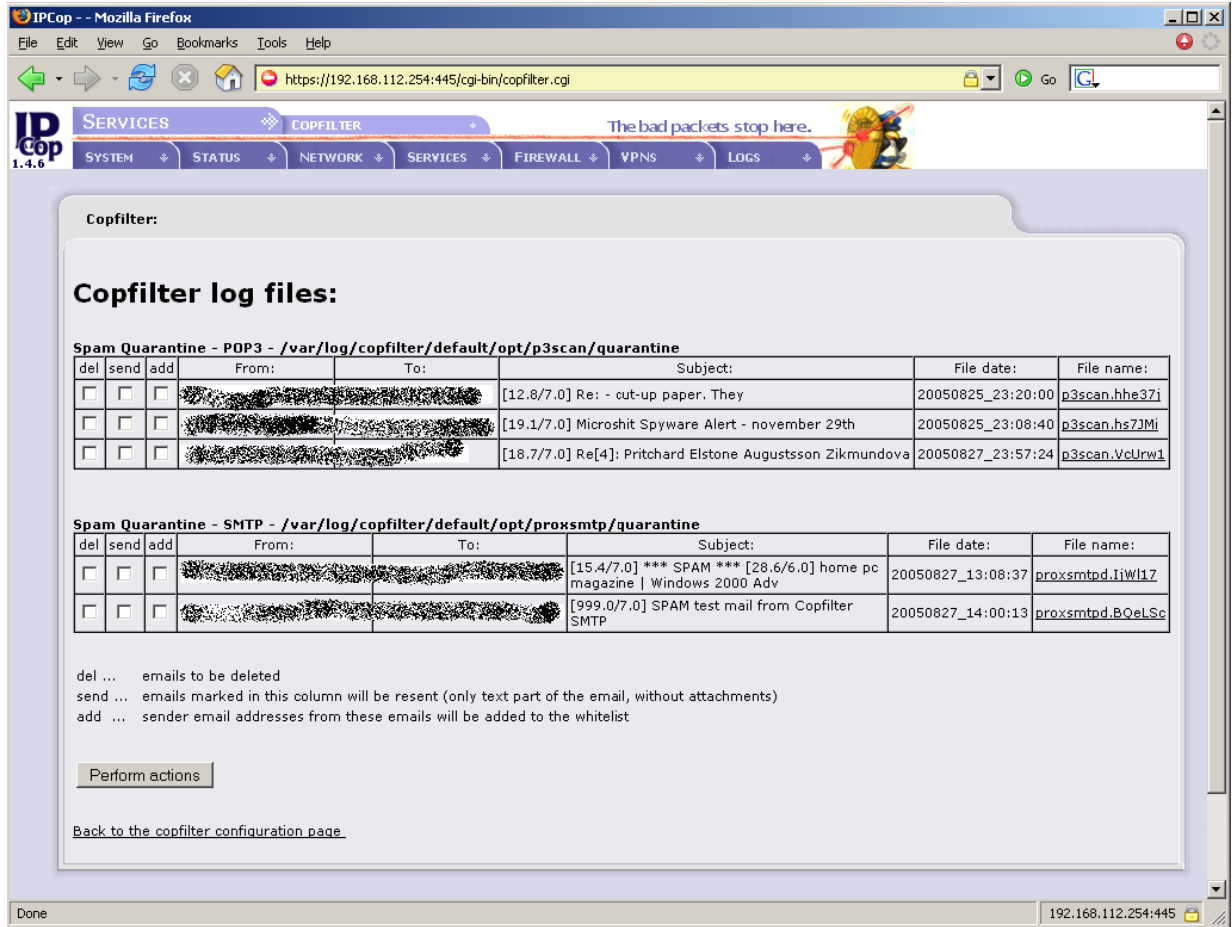 IPCop - - Mozilla Firefox
File Edit View Go Bookmarks Tools Help
https://192.168.112.254:445/cgi-bin/copfilter.cgi Go G
IP Cop 1.4.6
SERVICES COPFILTER The bad packets stop here.
SYSTEM STATUS NETWORK SERVICES FIREWALL VPNS LOGS
Copfilter:
Copfilter log files:
Spam Quarantine - POP3 - /var/log/copfilter/default/opt/p3scan/quarantine
del send add From: To: Subject: File date: File name:
[12.8/7.0] Re: - cut-up paper. They 20050825_23:20:00 p3scan.hhe37j
[19.1/7.0] Microshit Spyware Alert - november 29th 20050825_23:08:40 p3scan.hs7JMi
[18.7/7.0] Re[4]: Pritchard Elstone Augustsson Zikmundova 20050827_23:57:24 p3scan.VcUrw1
Spam Quarantine - SMTP - /var/log/copfilter/default/opt/proxsmtp/quarantine
del send add From: To: Subject: File date: File name:
[15.4/7.0] *** SPAM *** [28.6/6.0] home pc
magazine | Windows 2000 Adv 20050827_13:08:37 proxsmtpd.IjWl17
[999.0/7.0] SPAM test mail from Copfilter
SMTP 20050827_14:00:13 proxsmtpd.BQeLSc
del ... emails to be deleted
send ... emails marked in this column will be resent (only text part of the email, without attachments)
add ... sender email addresses from these emails will be added to the whitelist
Perform actions
Back to the copfilter configuration page
Done 192.168.112.254:445